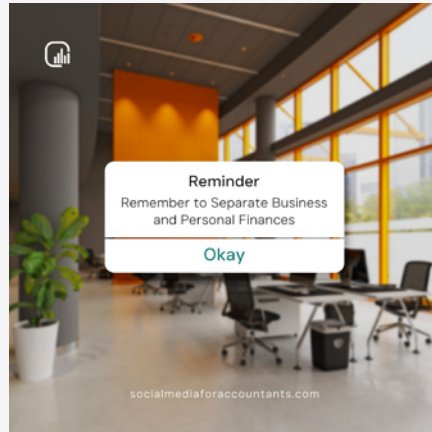 Reminder
Remember to Separate Business
and Personal Finances
Okay
socialmediaforaccountants.com